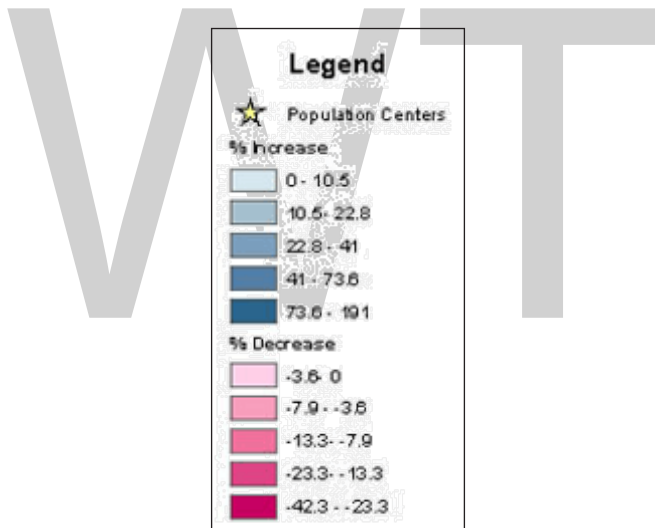 WT
Legend
Population Centers
% Increase
0 - 10.5
10.5- 22.8
22.8 - 41
41 - 73.6
73.6 - 191
% Decrease
-3.6- 0
-7.9 - -3.6
-13.3- -7.9
-23.3- -13.3
-42.3 - -23.3